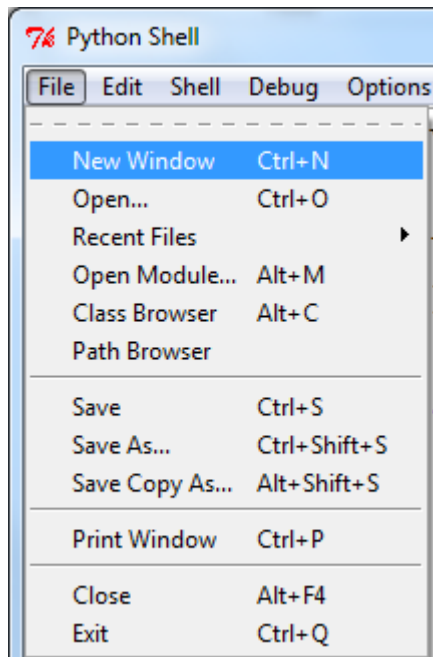 Python Shell
File Edit Shell Debug Options
New Window Ctrl+N
Open... Ctrl+O
Recent Files
Open Module... Alt+M
Class Browser Alt+C
Path Browser
Save Ctrl+S
Save As... Ctrl+Shift+S
Save Copy As... Alt+Shift+S
Print Window Ctrl+P
Close Alt+F4
Exit Ctrl+Q